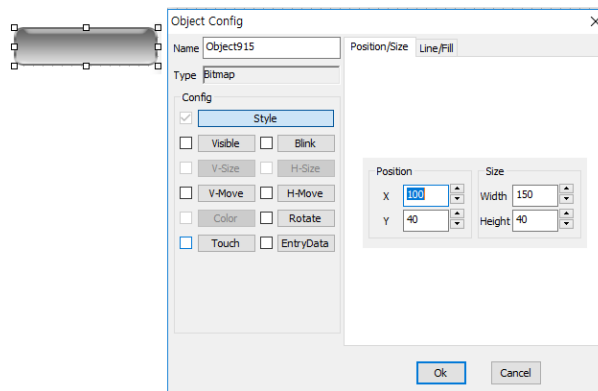 Object Config
Name Object915
Type Bitmap
Config
Style
Visible Blink
V-Size H-Size
V-Move H-Move
Color Rotate
Touch EntryData
Position/Size Line/Fill
Position Size
X 100 Width 150
Y 40 Height 40
Ok Cancel